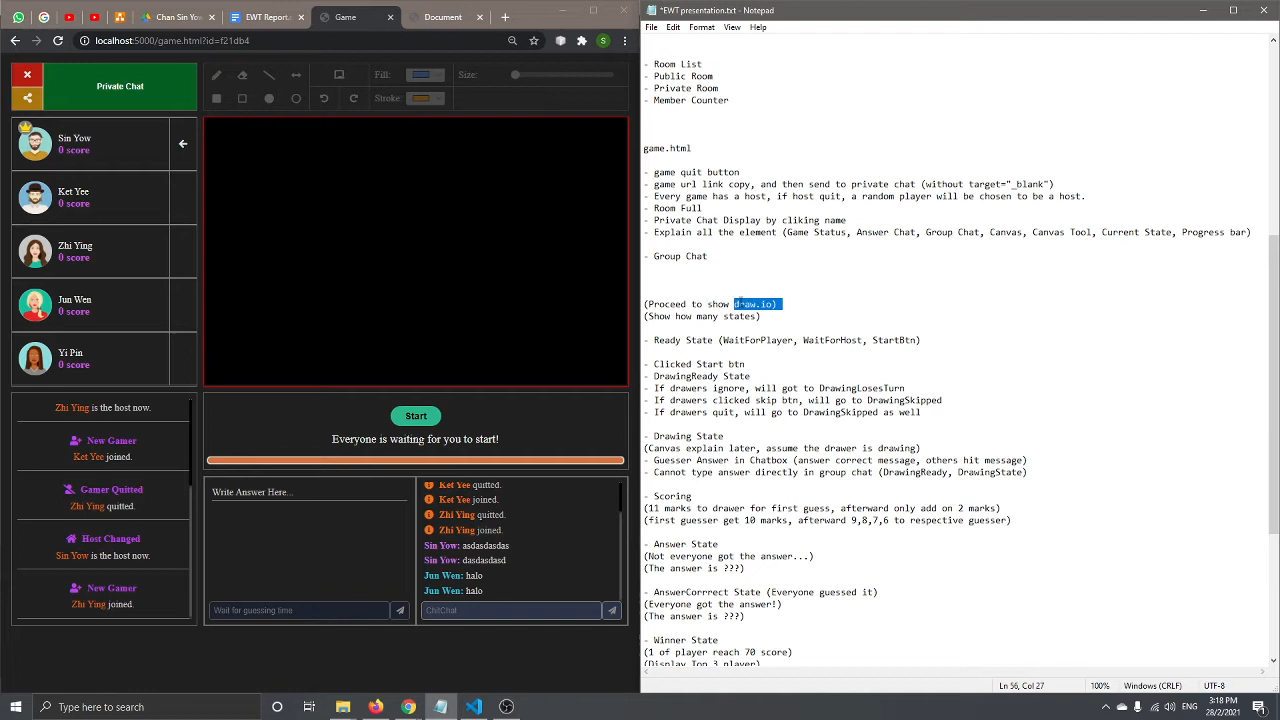 Chan Sin Yow
EWT Reportas
Game
Document
*EWT presentation.txt - Notepad
localhost:5000/game.html?id=f21db4
S
File Edit Format View Help
Private Chat
Fill:
Size:
Stroke:
Sin Yow
0 score
Ket Yee
0 score
Zhi Ying
0 score
Jun Wen
0 score
Yi Pin
0 score
Zhi Ying is the host now.
New Gamer
Ket Yee joined.
Gamer Quitted
Zhi Ying quitted.
Host Changed
Sin Yow is the host now.
New Gamer
Zhi Ying joined.
Start
Everyone is waiting for you to start!
Write Answer Here...
Wait for guessing time
Ket Yee quitted.
Ket Yee joined.
Zhi Ying quitted.
Zhi Ying joined.
Sin Yow: asdasdasdas
Sin Yow: dasdasdasd
Jun Wen: halo
Jun Wen: halo
ChitChat
- Room List
- Public Room
- Private Room
- Member Counter
game.html
- game quit button
- game url link copy, and then send to private chat (without target="_blank")
- Every game has a host, if host quit, a random player will be chosen to be a host.
- Room Full
- Private Chat Display by cliking name
- Explain all the element (Game Status, Answer Chat, Group Chat, Canvas, Canvas Tool, Current State, Progress bar)
- Group Chat
(Proceed to show draw.io)
(Show how many states)
- Ready State (WaitForPlayer, WaitForHost, StartBtn)
- Clicked Start btn
- DrawingReady State
- If drawers ignore, will got to DrawingLosesTurn
- If drawers clicked skip btn, will go to DrawingSkipped
- If drawers quit, will go to DrawingSkipped as well
- Drawing State
(Canvas explain later, assume the drawer is drawing)
- Guesser Answer in Chatbox (answer correct message, others hit message)
- Cannot type answer directly in group chat (DrawingReady, DrawingState)
- Scoring
(11 marks to drawer for first guess, afterward only add on 2 marks)
(first guesser get 10 marks, afterward 9,8,7,6 to respective guesser)
- Answer State
(Not everyone got the answer...)
(The answer is ???)
- AnswerCorrrect State (Everyone guessed it)
(Everyone got the answer!)
(The answer is ???)
- Winner State
(1 of player reach 70 score)
(Display Top 3 player)
Ln 56, Col 27
100%
Windows (CRLF)
UTF-8
Type here to search
ENG
3:18 PM
28/2/2021